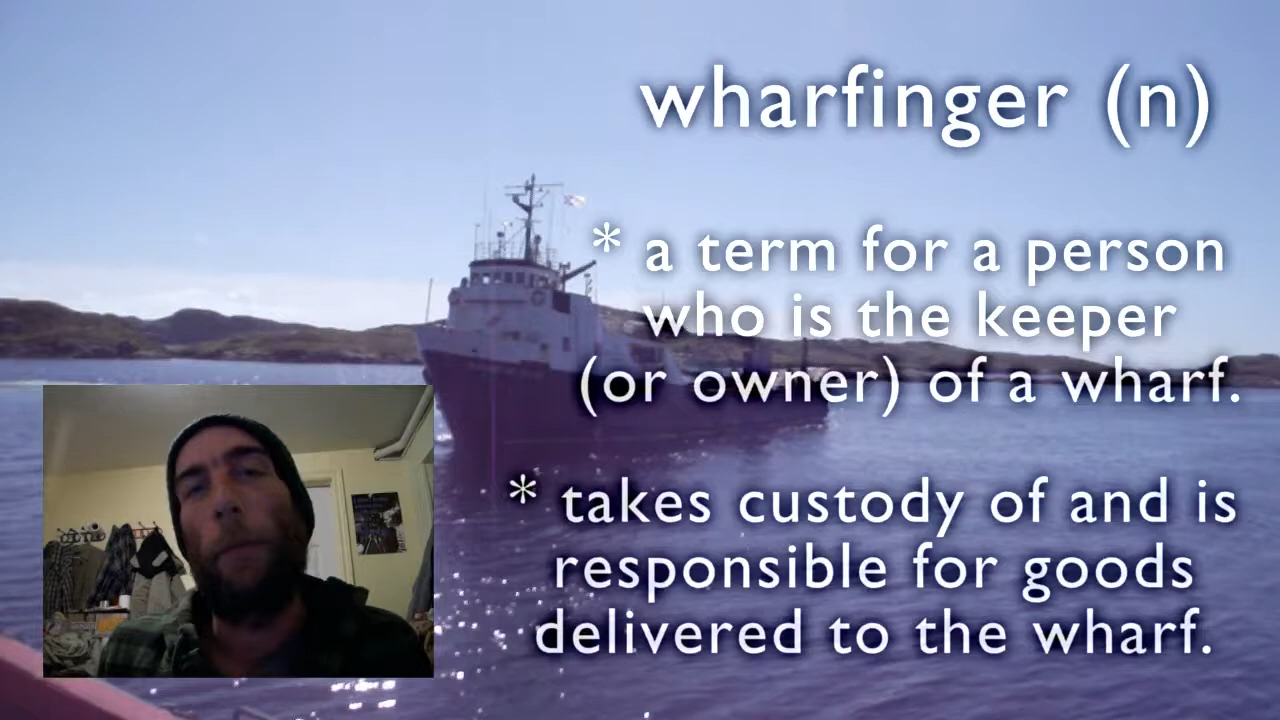 wharfinger (n)
* a term for a person
who is the keeper
(or owner) of a wharf.
* takes custody of and is
responsible for goods
delivered to the wharf.